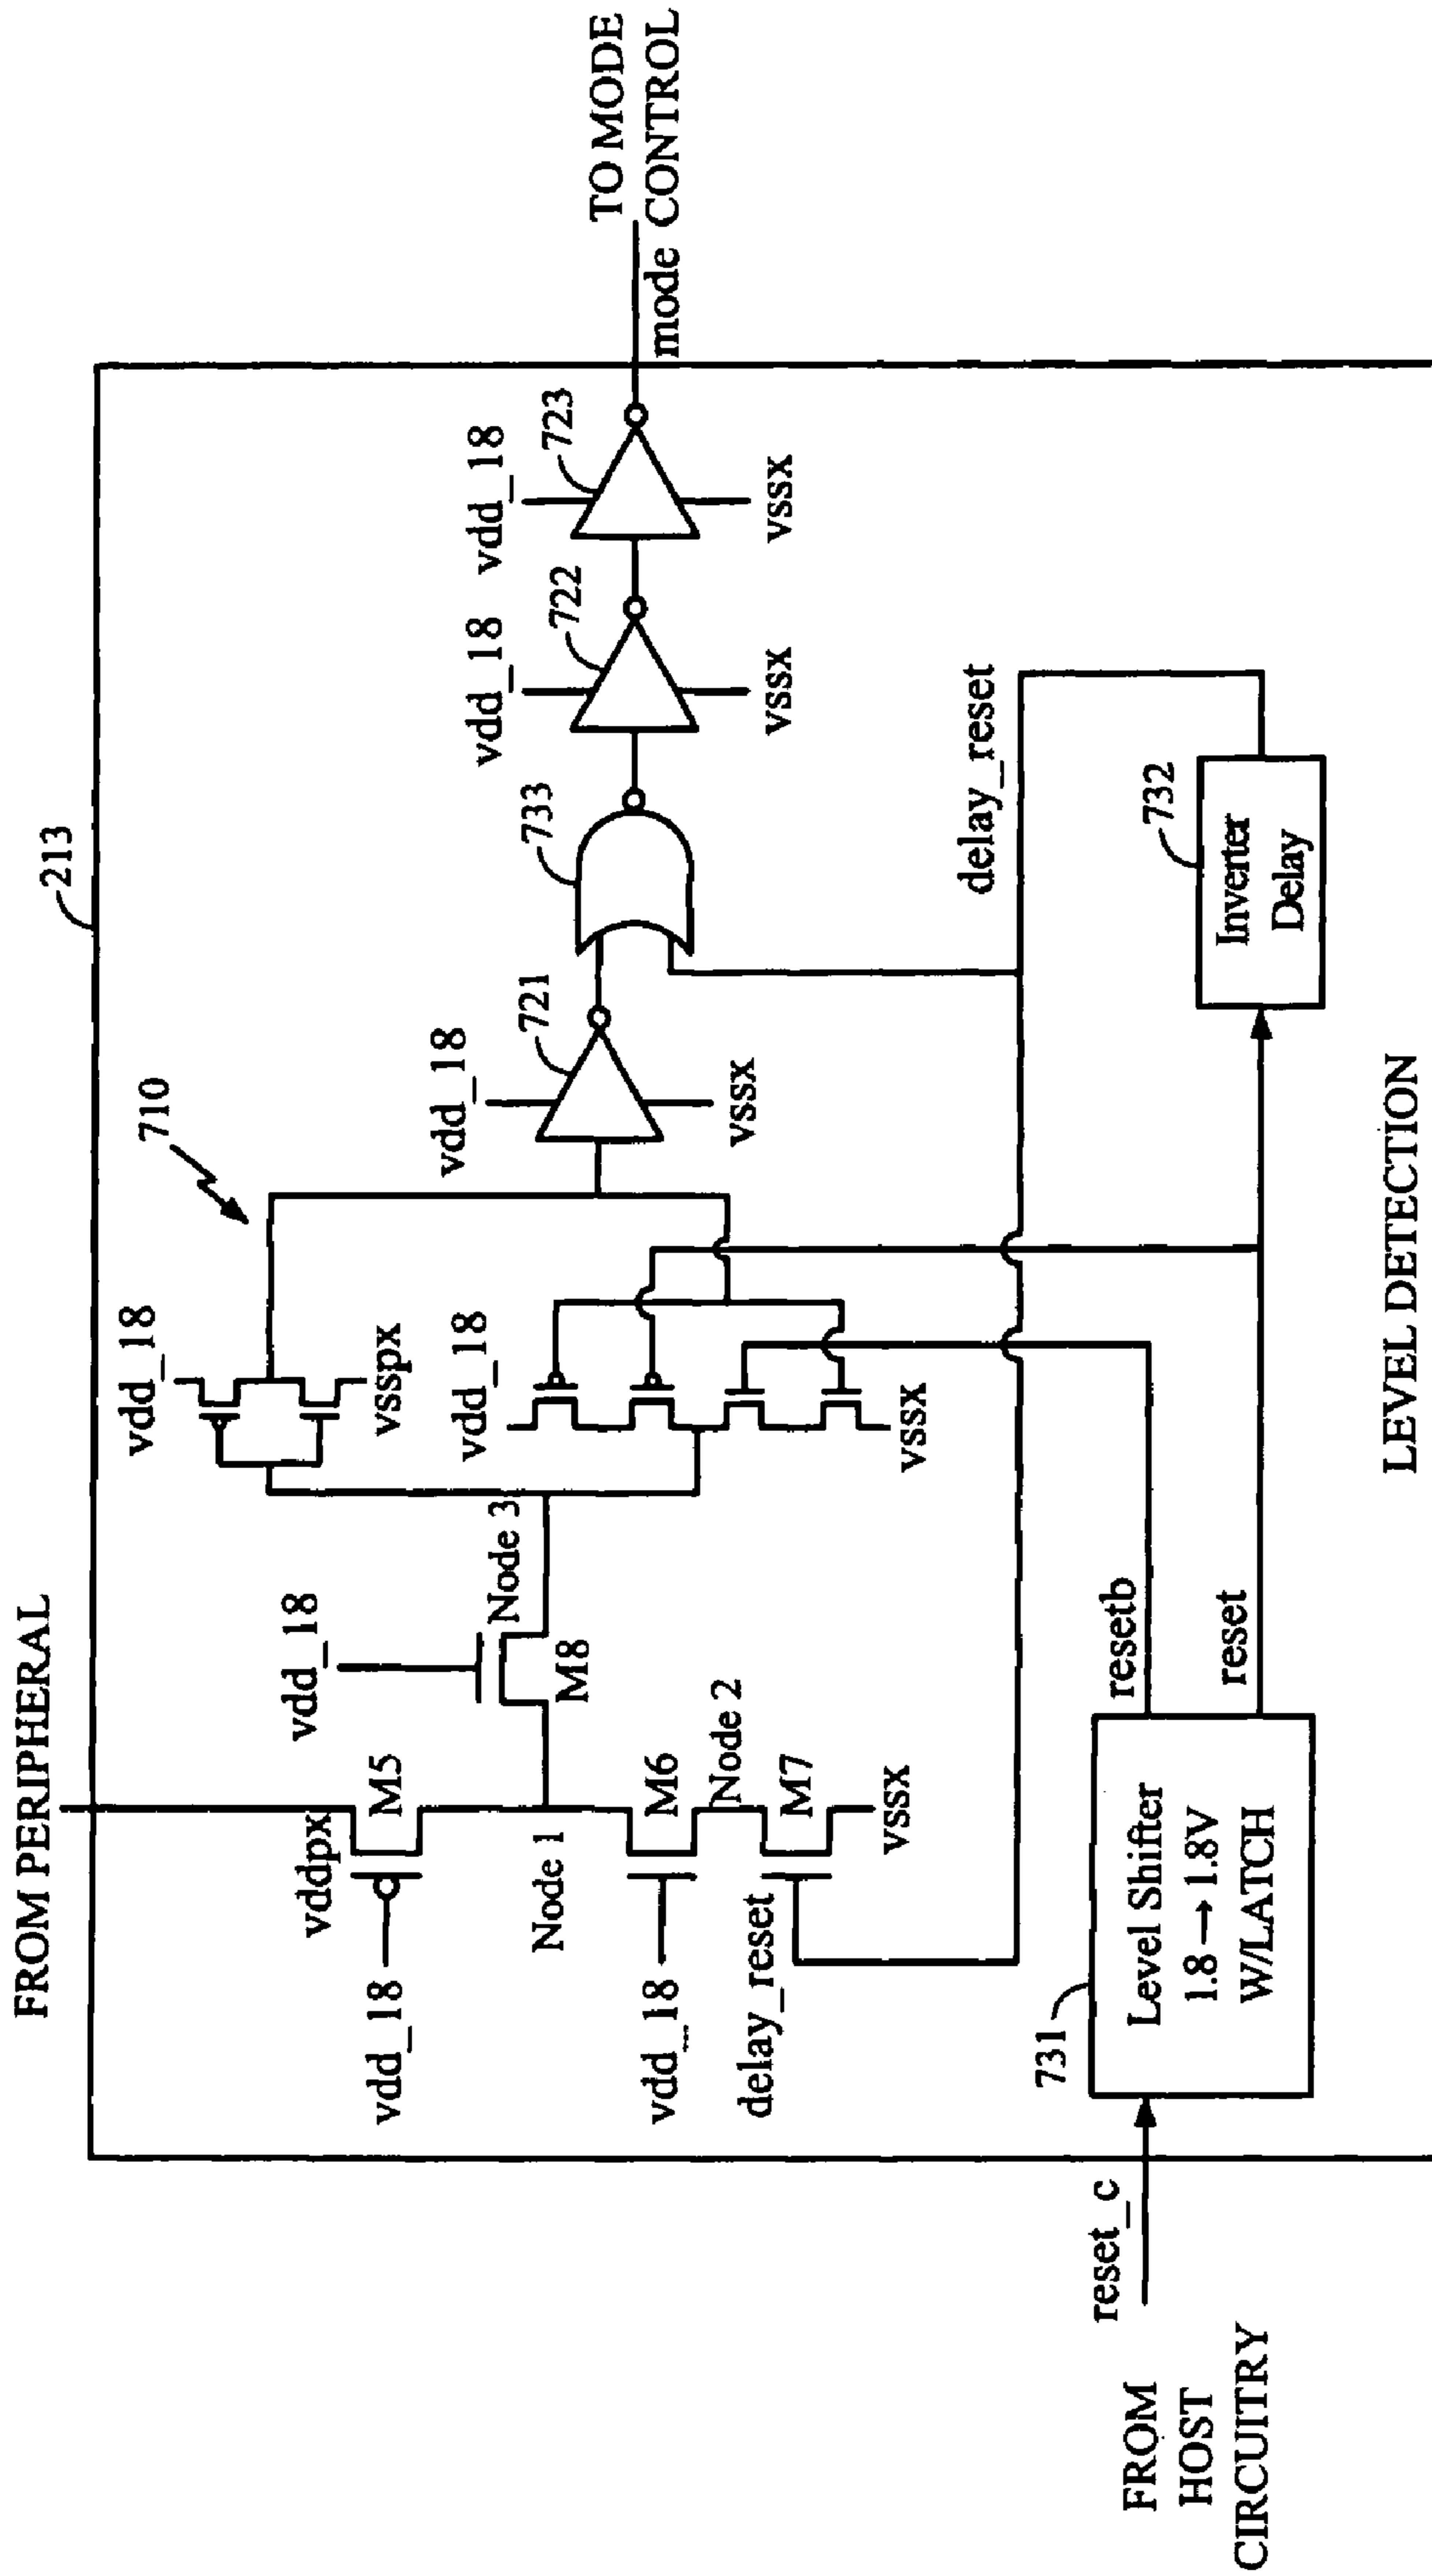 FROM PERIPHERAL
213
vddpx
vdd_18
M5
Node 1
vdd_18
M8
Node 3
vdd_18
M6
Node 2
delay_reset
M7
vssx
vdd_18
vsspx
710
vdd_18
vssx
vdd_18
721
vssx
733
vdd_18
722
vssx
vdd_18
723
vssx
TO MODE
CONTROL
mode
delay_reset
FROM
HOST
CIRCUITRY
reset_c
731
Level Shifter
1.8→1.8V
W/LATCH
resetb
reset
732
Inverter
Delay
LEVEL DETECTION